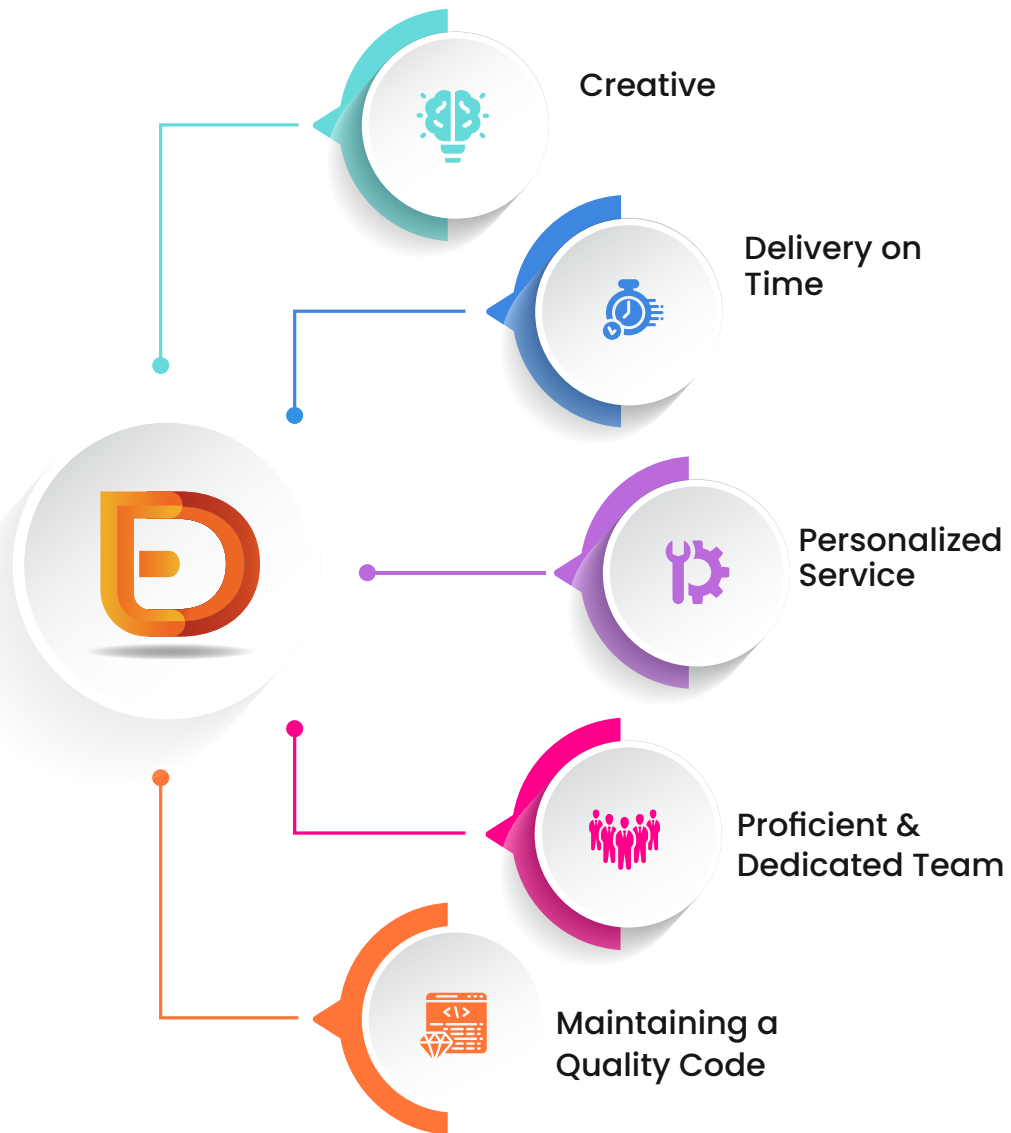 Creative
Delivery on
Time
Personalized
Service
Proficient &
Dedicated Team
Maintaining a
Quality Code